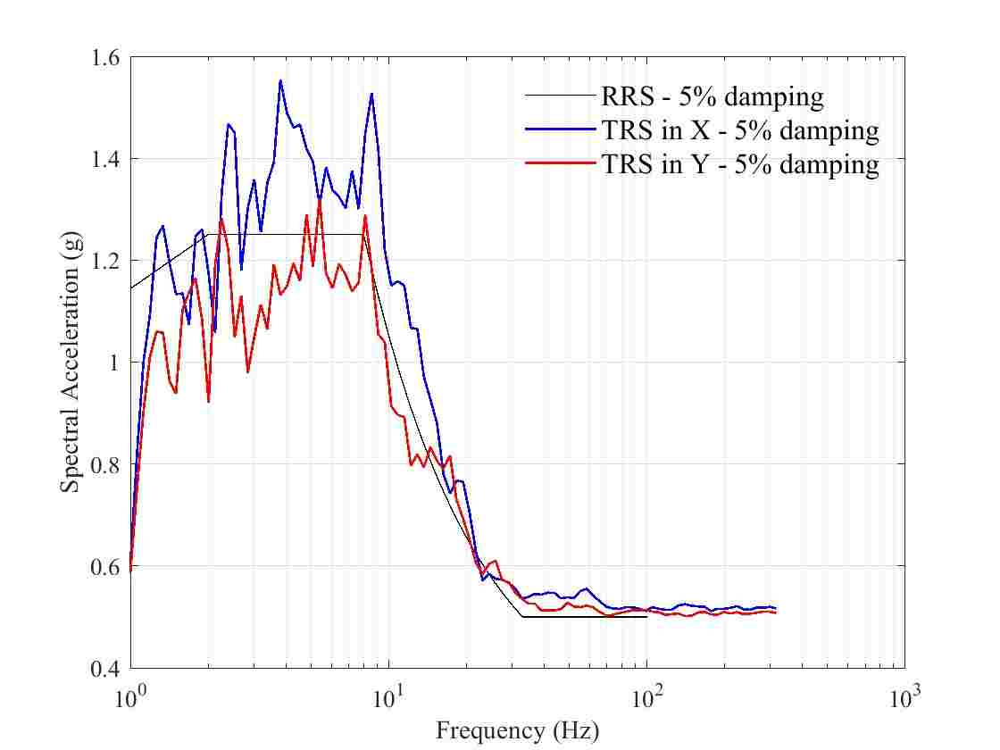 1.6
1.4
1.2
1
0.8
0.6
0.4
Spectral Acceleration (g)
RRS - 5% damping
TRS in X - 5% damping
TRS in Y - 5% damping
10⁰ 10¹ 10² 10³
Frequency (Hz)